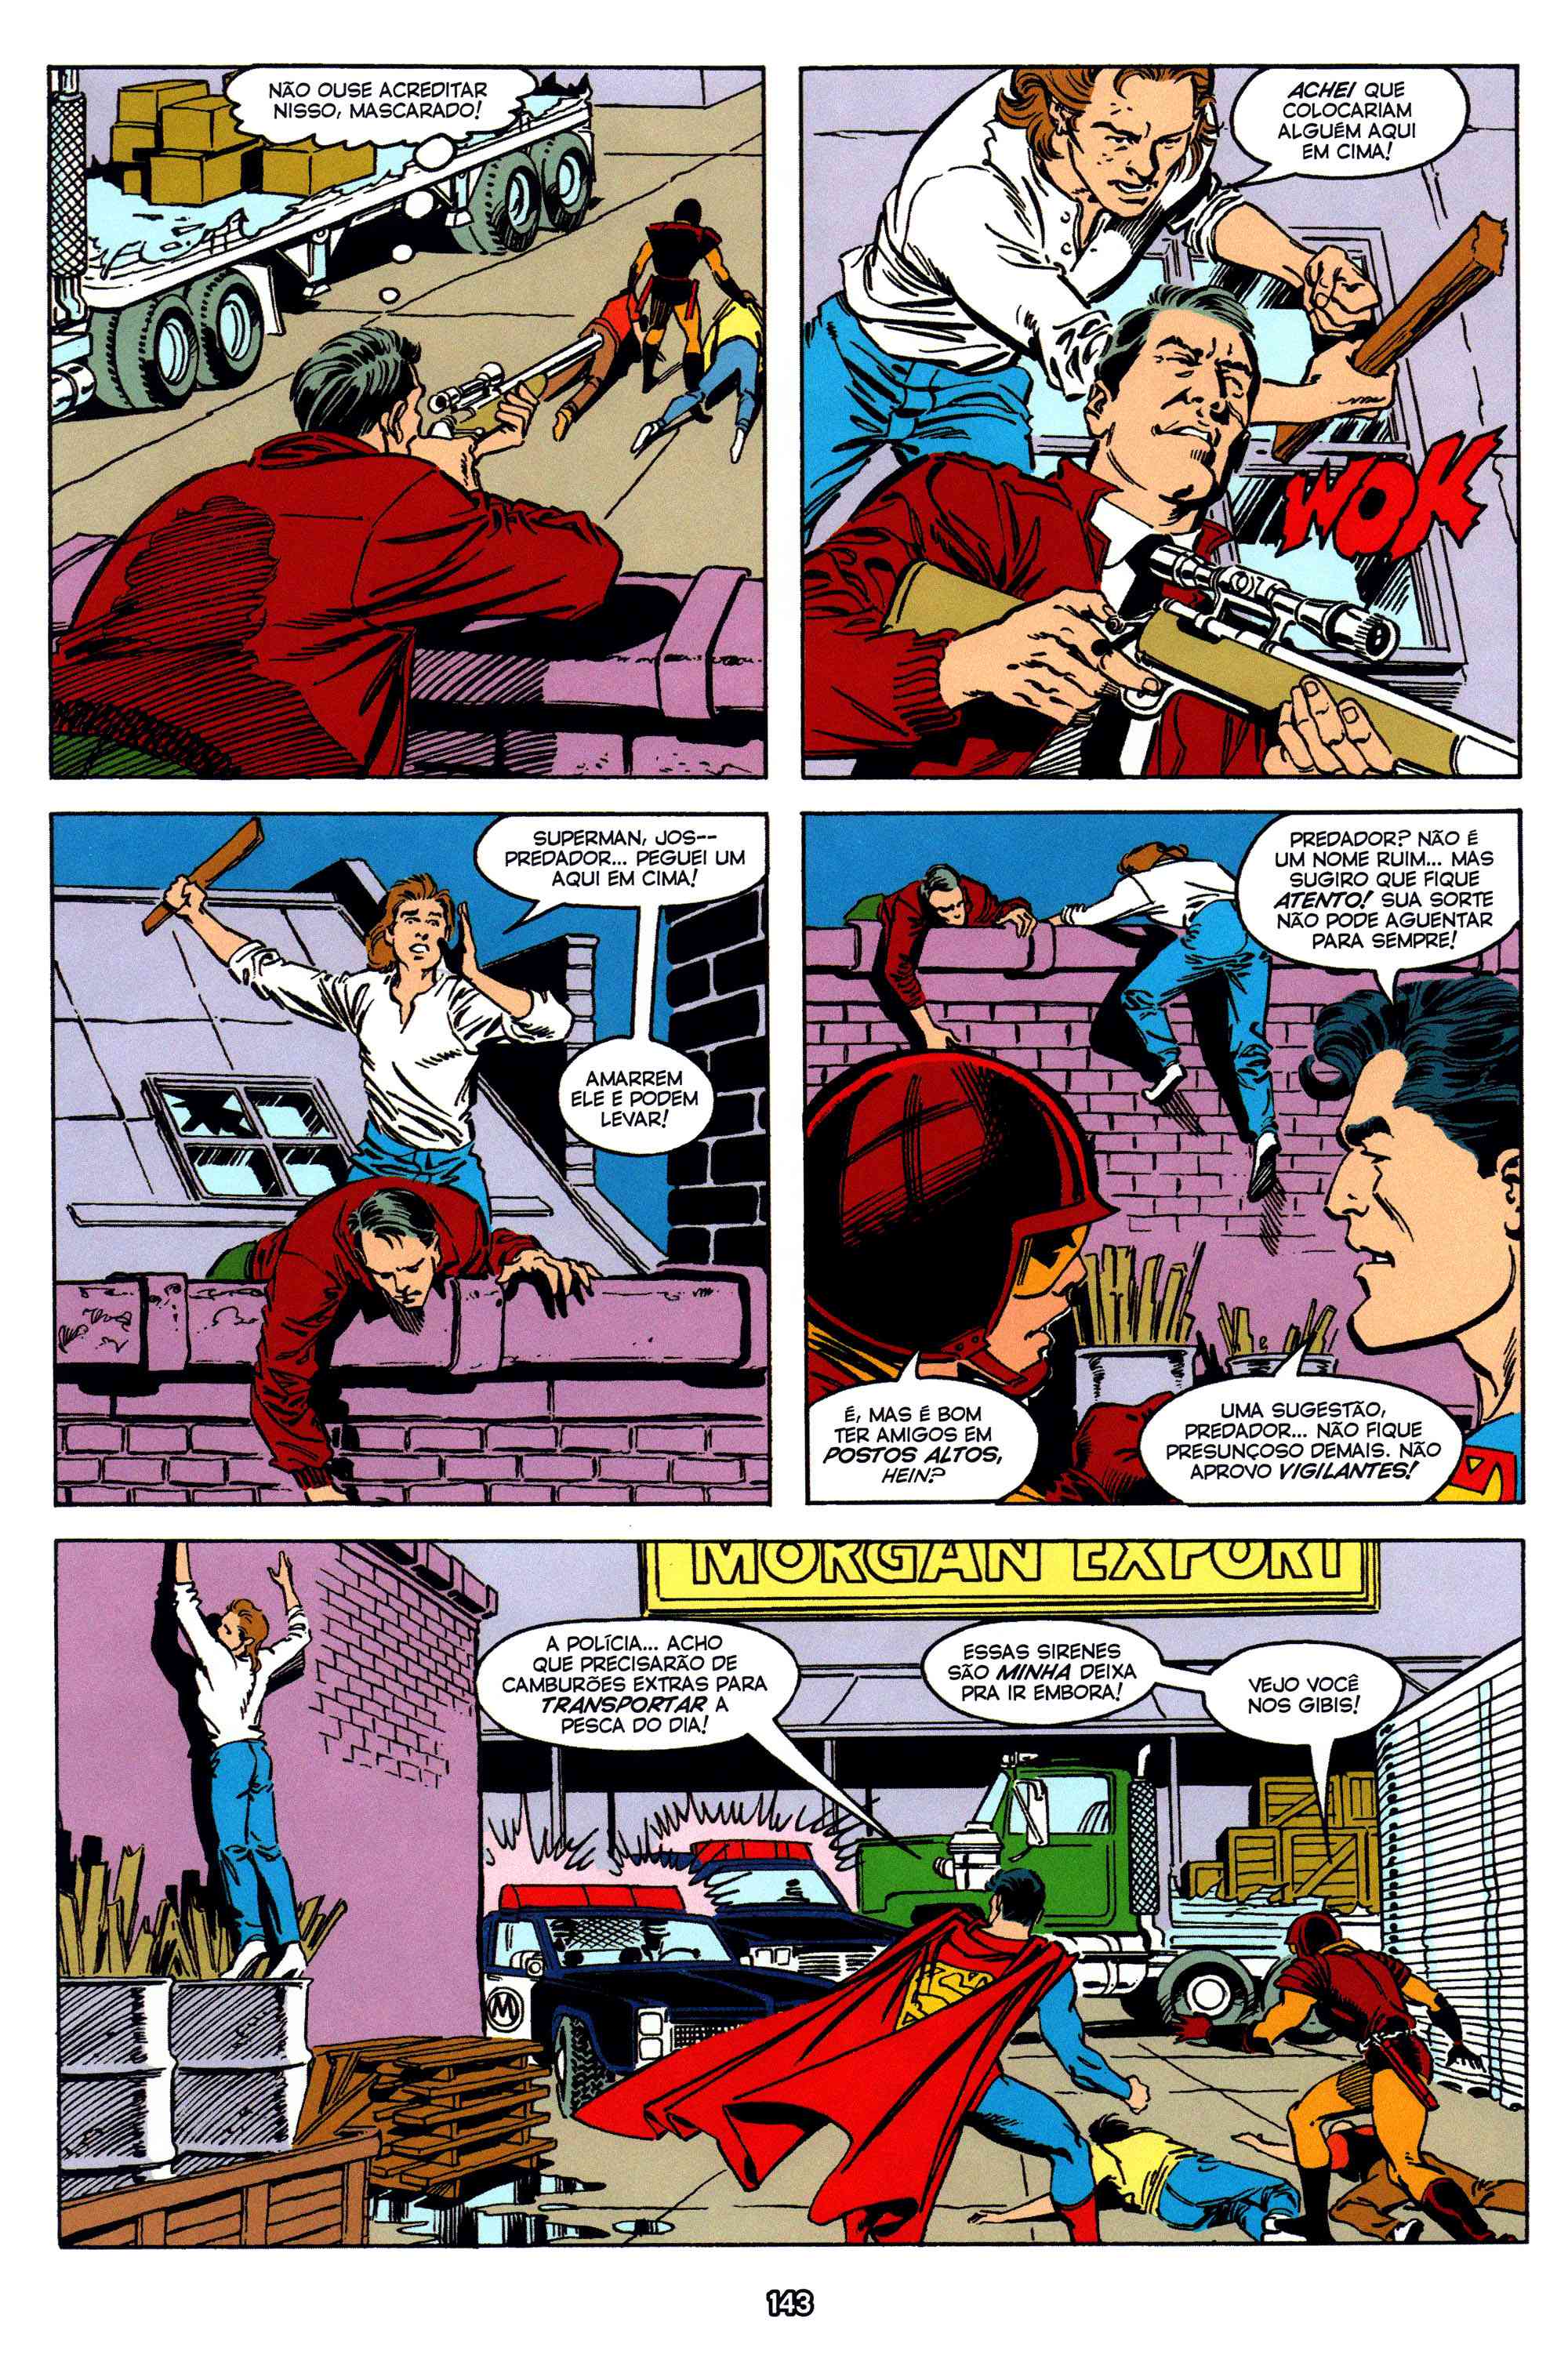 NÃO OUSE ACREDITAR
NISSO, MASCARADO!
ACHEI QUE
COLOCARIAM
ALGUÉM AQUI
EM CIMA!
WOK
SUPERMAN, JOS--
PREDADOR... PEGUEI UM
AQUI EM CIMA!
AMARREM
ELE E PODEM
LEVAR!
PREDADOR? NÃO É
UM NOME RUIM... MAS
SUGIRO QUE FIQUE
ATENTO! SUA SORTE
NÃO PODE AGUENTAR
PARA SEMPRE!
É, MAS É BOM
TER AMIGOS EM
POSTOS ALTOS,
HEIN?
UMA SUGESTÃO,
PREDADOR... NÃO FIQUE
PRESUNÇOSO DEMAIS. NÃO
APROVO VIGILANTES!
MORGAN EXPORT
A POLÍCIA... ACHO
QUE PRECISARÃO DE
CAMBURÕES EXTRAS PARA
TRANSPORTAR A
PESCA DO DIA!
ESSAS SIRENES
SÃO MINHA DEIXA
PRA IR EMBORA!
VEJO VOCÊ
NOS GIBIS!
M
143